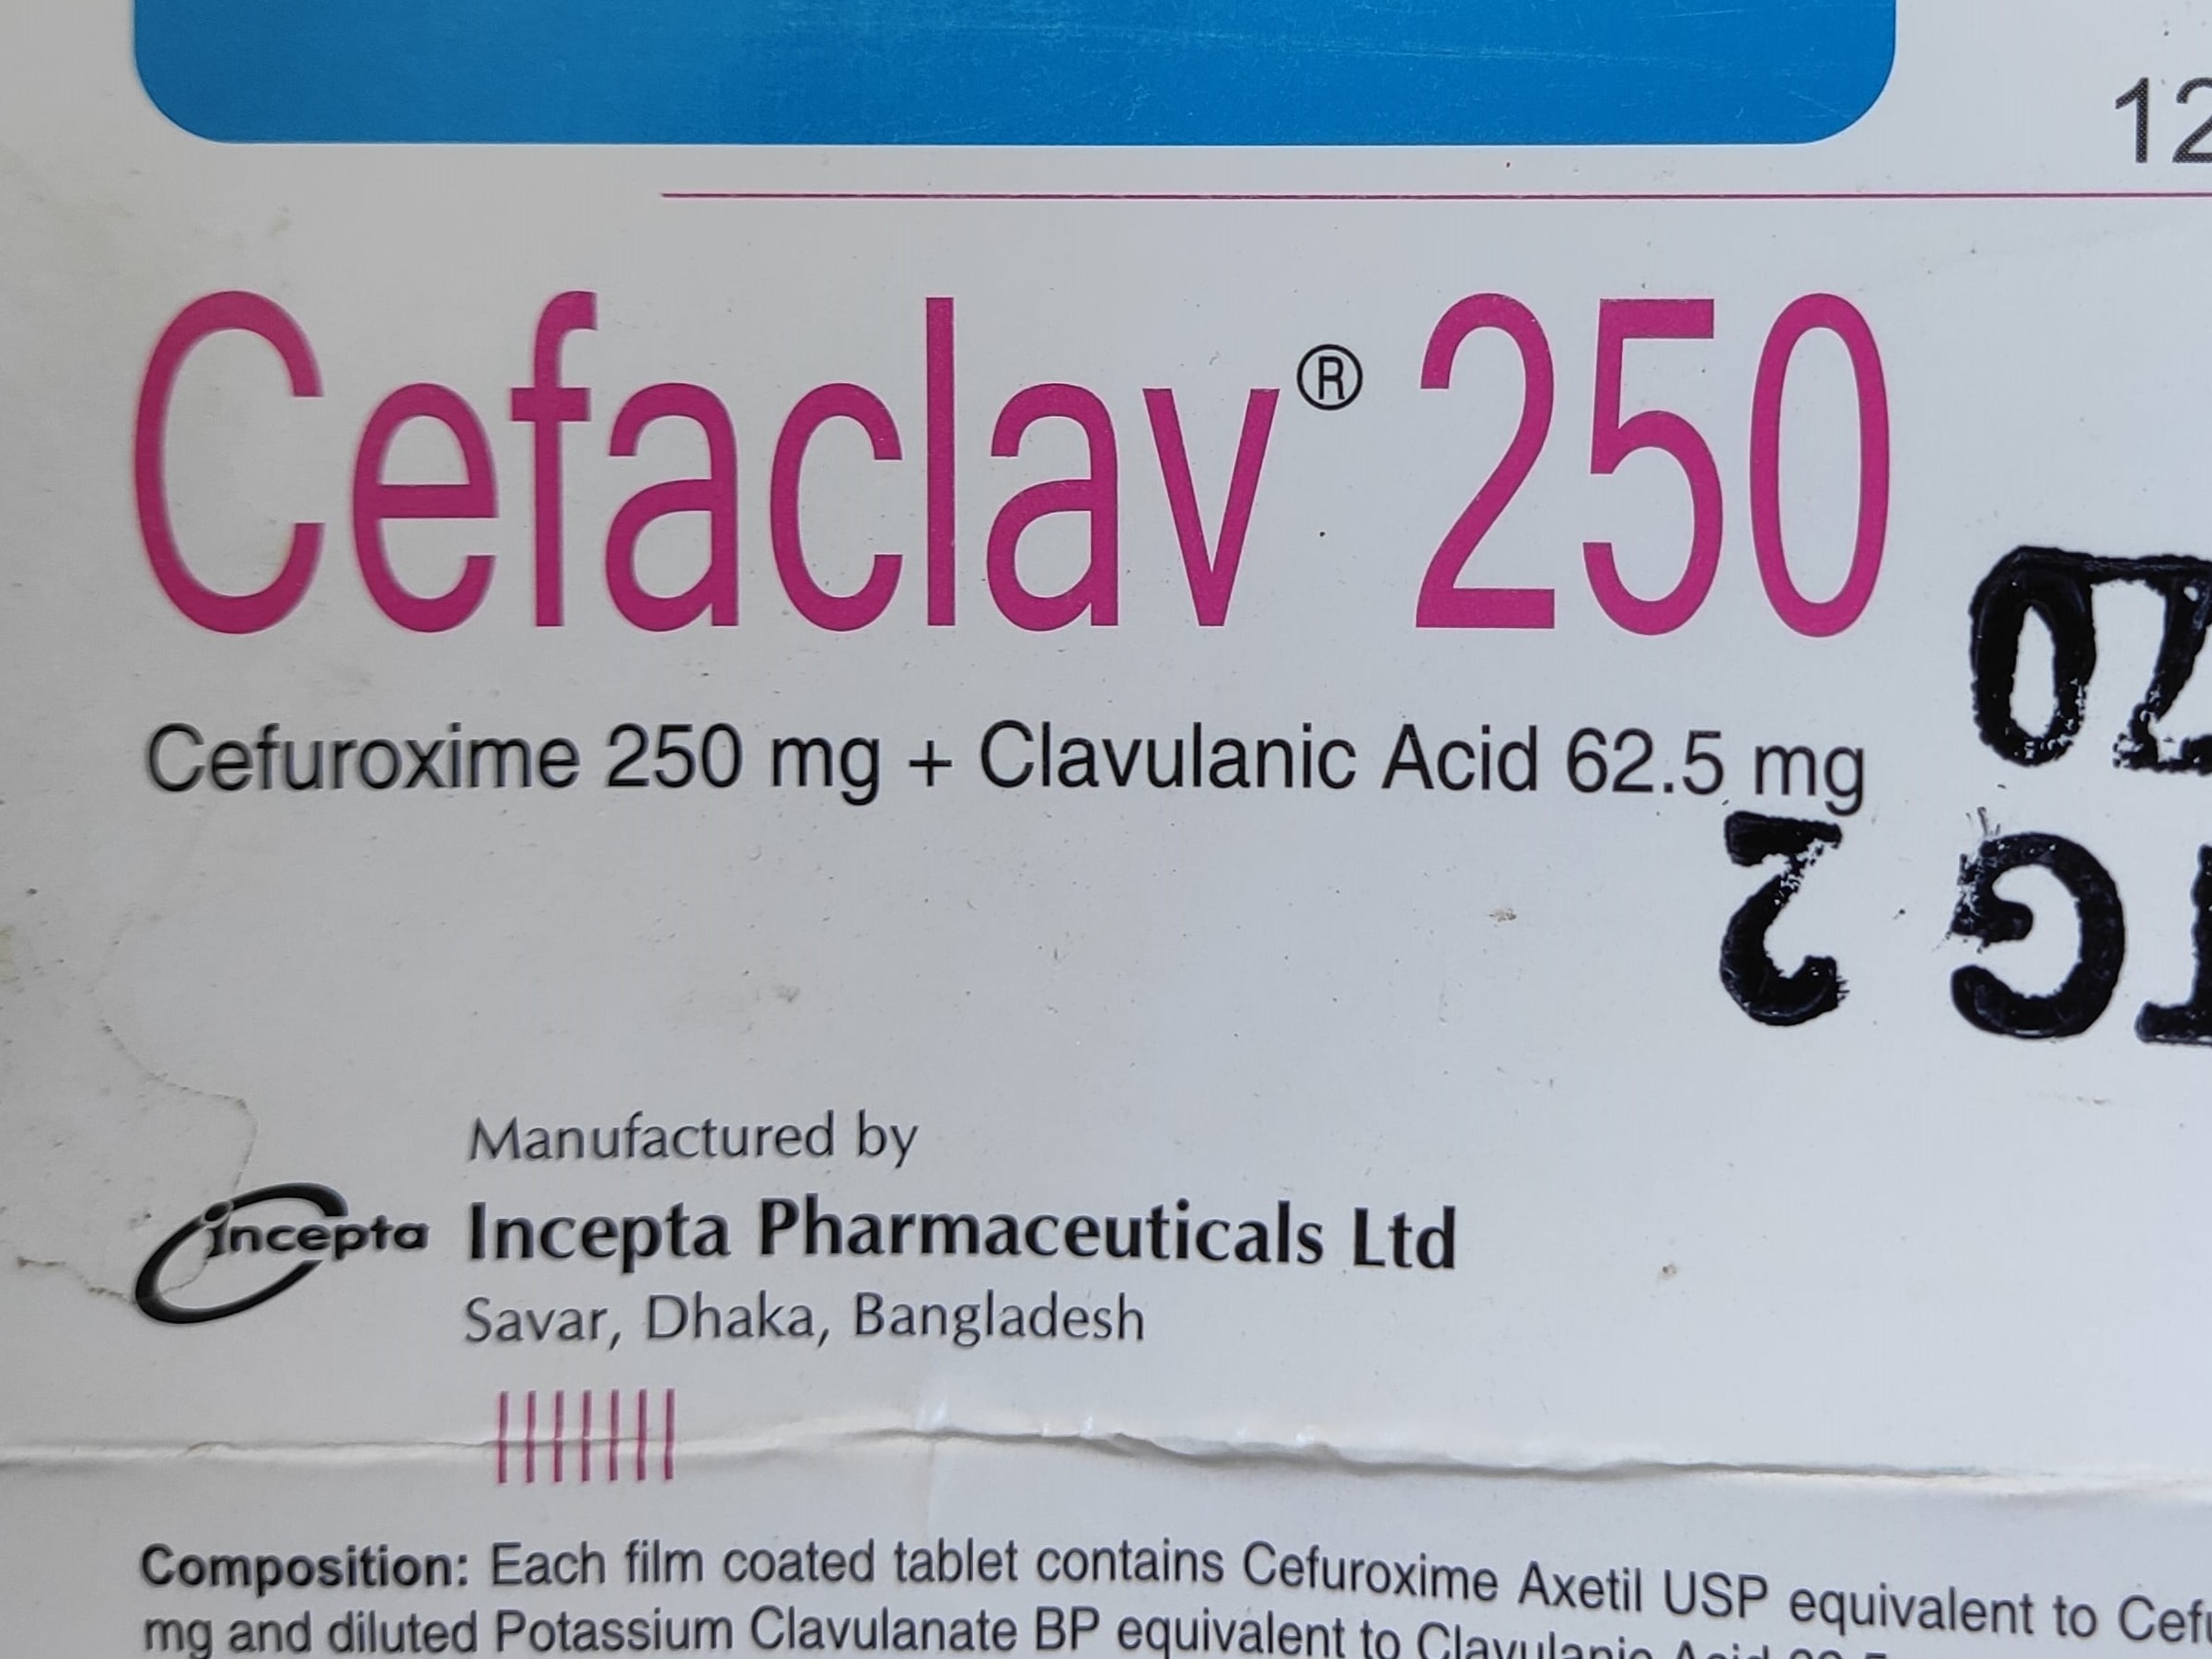 12
Cefaclav® 250
Cefuroxime 250 mg + Clavulanic Acid 62.5 mg
Manufactured by
incepta
Incepta Pharmaceuticals Ltd
Savar, Dhaka, Bangladesh
Composition: Each film coated tablet contains Cefuroxime Axetil USP equivalent to
mg and diluted Potassium Clavulanate BP equivalent to Clavulanic Acid